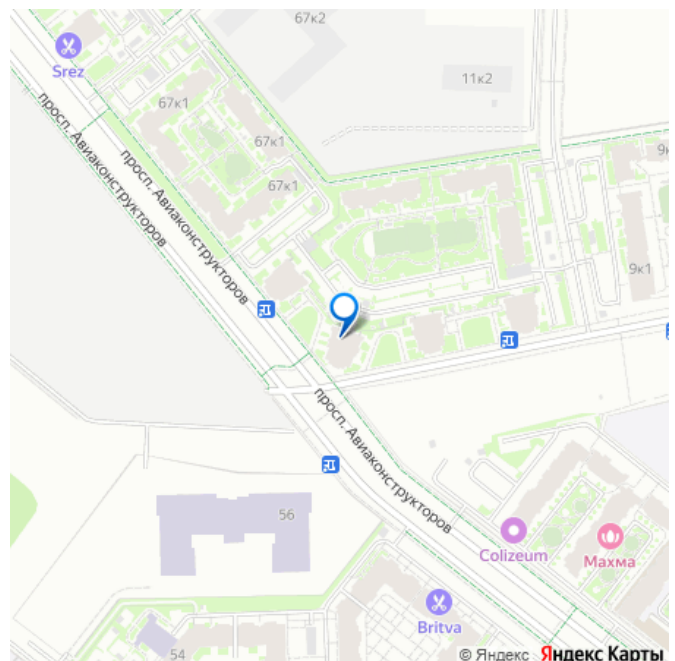 67к2
Srez
11к2
67к1
67к1
67к1
9к
просп. Авиаконструкторов
просп. Авиаконструкторов
9к1
просп. Авиаконструкторов
56
Colizeum
Махма
Britva
54
© Яндекс Яндекс Карты